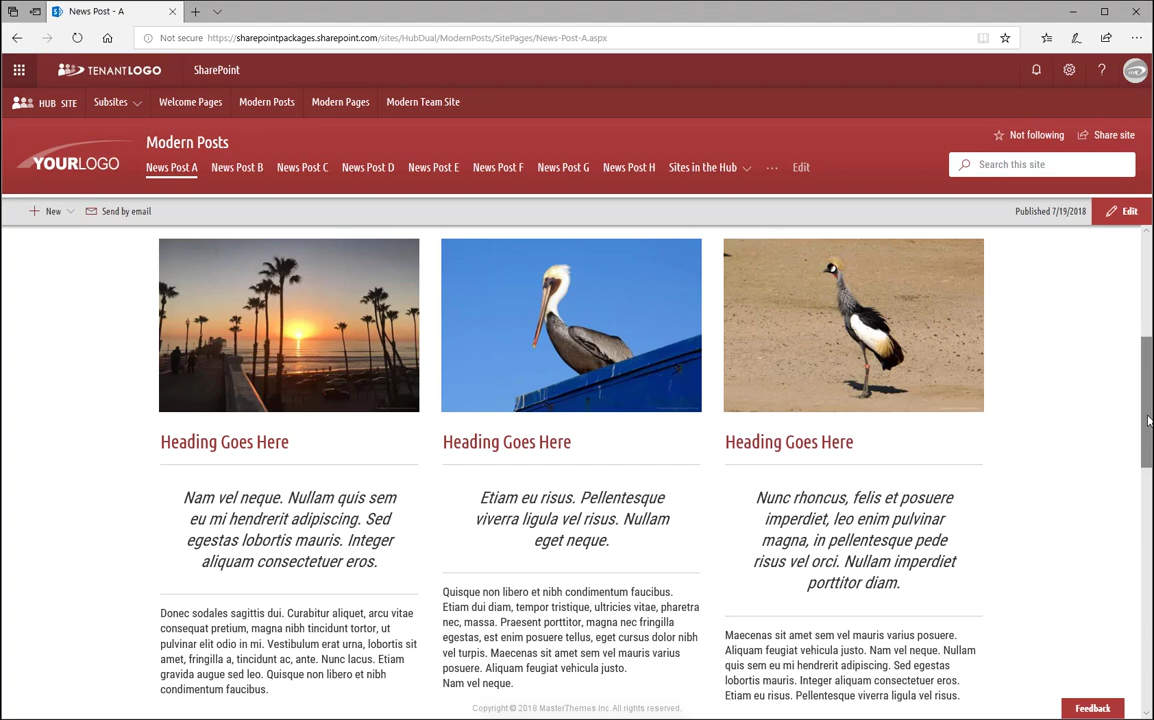 News Post - A
Not secure https://sharepointpackages.sharepoint.com/sites/HubDual/ModernPosts/SitePages/News-Post-A.aspx
TENANTLOGO SharePoint
HUB SITE Subsites Welcome Pages Modern Posts Modern Pages Modern Team Site
YOURLOGO
Modern Posts
Not following Share site
News Post A News Post B News Post C News Post D News Post E News Post F News Post G News Post H Sites in the Hub ... Edit
Search this site
New Send by email Published 7/19/2018 Edit
Heading Goes Here
Nam vel neque. Nullam quis sem
eu mi hendrerit adipiscing. Sed
egestas lobortis mauris. Integer
aliquam consectetuer eros.
Donec sodales sagittis dui. Curabitur aliquet, arcu vitae
consequat pretium, magna nibh tincidunt tortor, ut
pulvinar elit odio in mi. Vestibulum erat urna, lobortis sit
amet, fringilla a, tincidunt ac, ante. Nunc lacus. Etiam
gravida augue sed leo. Quisque non libero et nibh
condimentum faucibus.
Heading Goes Here
Etiam eu risus. Pellentesque
viverra ligula vel risus. Nullam
eget neque.
Quisque non libero et nibh condimentum faucibus.
Etiam dui diam, tempor tristique, ultricies vitae, pharetra
nec, massa. Praesent porttitor, magna nec fringilla
egestas, est enim posuere tellus, eget cursus dolor nibh
vel turpis. Maecenas sit amet sem vel mauris varius
posuere. Aliquam feugiat vehicula justo.
Nam vel neque.
Heading Goes Here
Nunc rhoncus, felis et posuere
imperdiet, leo enim pulvinar
magna, in pellentesque pede
risus vel orci. Nullam imperdiet
porttitor diam.
Maecenas sit amet sem vel mauris varius posuere.
Aliquam feugiat vehicula justo. Nam vel neque. Nullam
quis sem eu mi hendrerit adipiscing. Sed egestas
lobortis mauris. Integer aliquam consectetuer eros.
Etiam eu risus. Pellentesque viverra ligula vel risus.
Copyright © 2018 MasterThemes Inc. All rights reserved.
Feedback